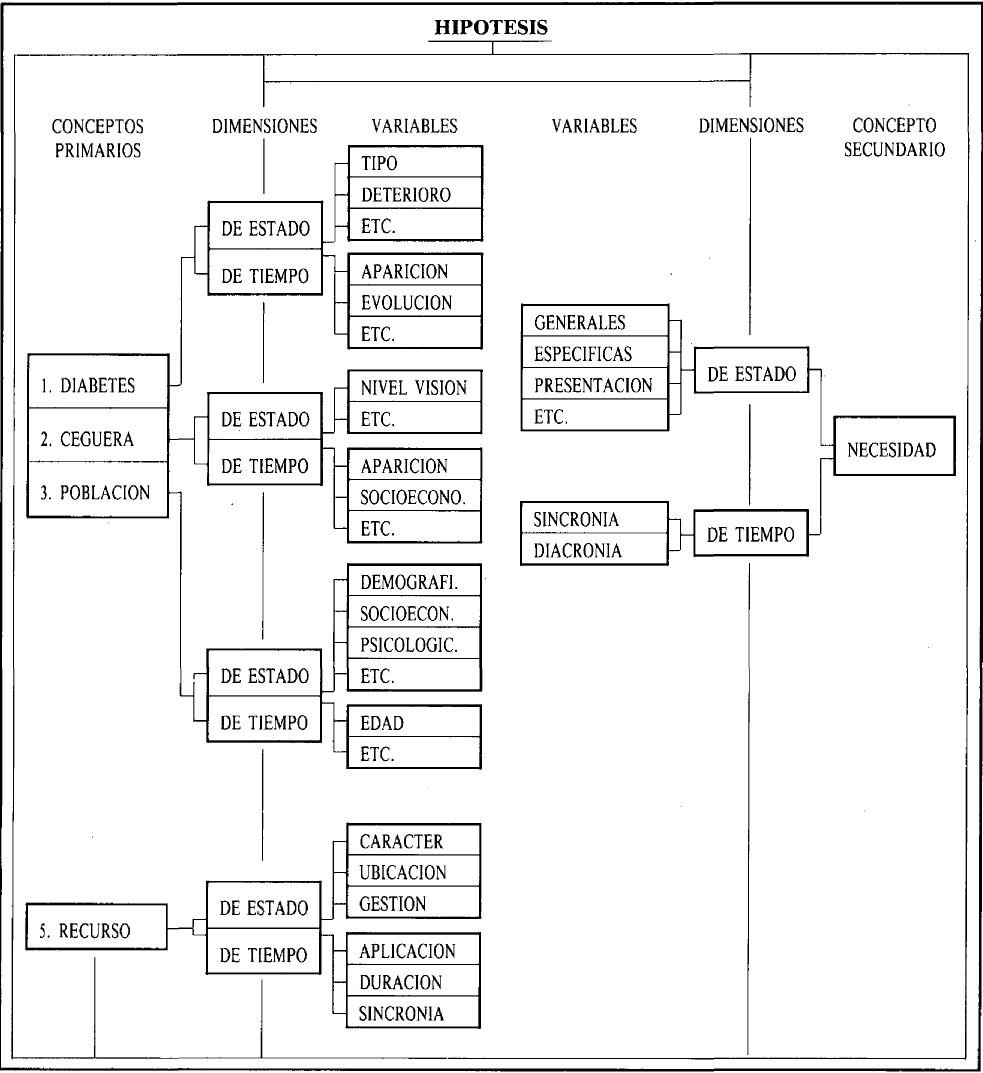 HIPOTESIS
CONCEPTOS
PRIMARIOS
DIMENSIONES
VARIABLES
VARIABLES
DIMENSIONES
CONCEPTO
SECUNDARIO
1. DIABETES
2. CEGUERA
3. POBLACION
DE ESTADO
DE TIEMPO
TIPO
DETERIORO
ETC.
APARICION
EVOLUCION
ETC.
DE ESTADO
DE TIEMPO
NIVEL VISION
ETC.
APARICION
SOCIOECONO.
ETC.
DE ESTADO
DE TIEMPO
DEMOGRAFI.
SOCIOECON.
PSICOLOGIC.
ETC.
EDAD
ETC.
5. RECURSO
DE ESTADO
DE TIEMPO
CARACTER
UBICACION
GESTION
APLICACION
DURACION
SINCRONIA
GENERALES
ESPECIFICAS
PRESENTACION
ETC.
DE ESTADO
SINCRONIA
DIACRONIA
DE TIEMPO
NECESIDAD